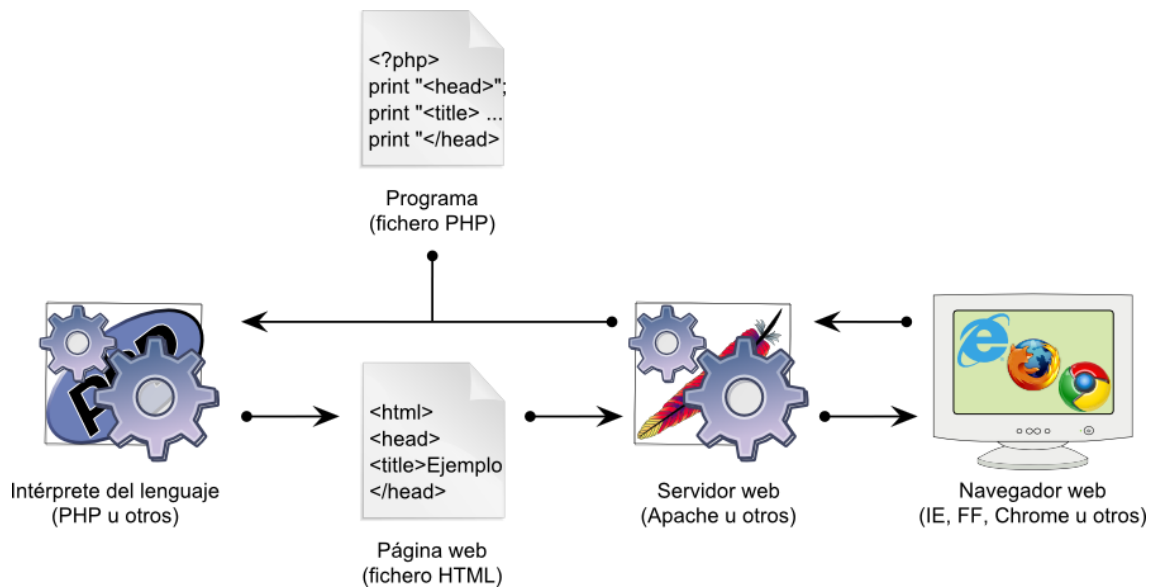 <?php>
print "<head>";
print "<title> ...
print "</head>
Programa
(fichero PHP)
<html>
<head>
<title>Ejemplo
</head>
Intérprete del lenguaje
(PHP u otros)
Página web
(fichero HTML)
Servidor web
(Apache u otros)
Navegador web
(IE, FF, Chrome u otros)